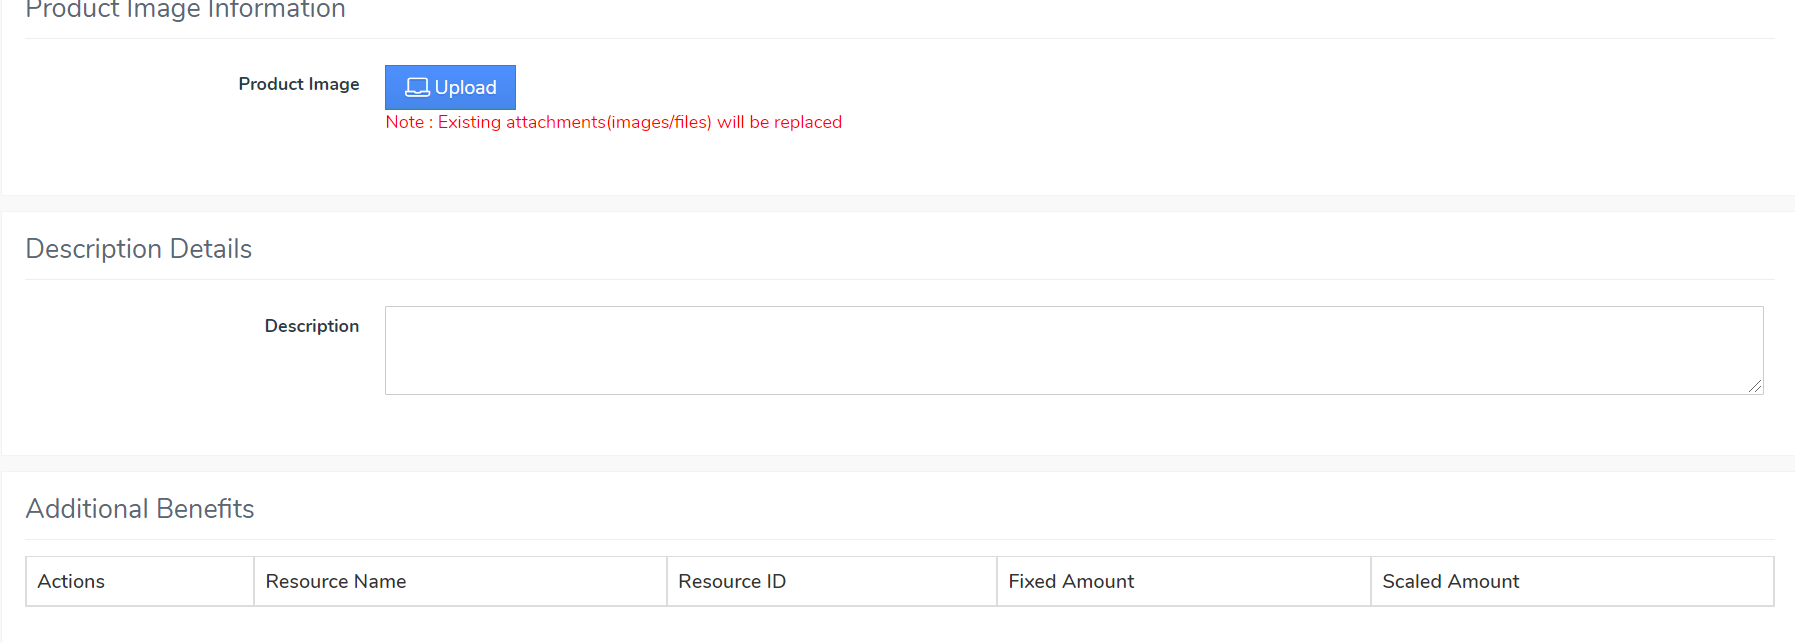 Product Image Information
Product Image
Upload
Note : Existing attachments(images/files) will be replaced
Description Details
Description
Additional Benefits
Actions Resource Name Resource ID Fixed Amount Scaled Amount